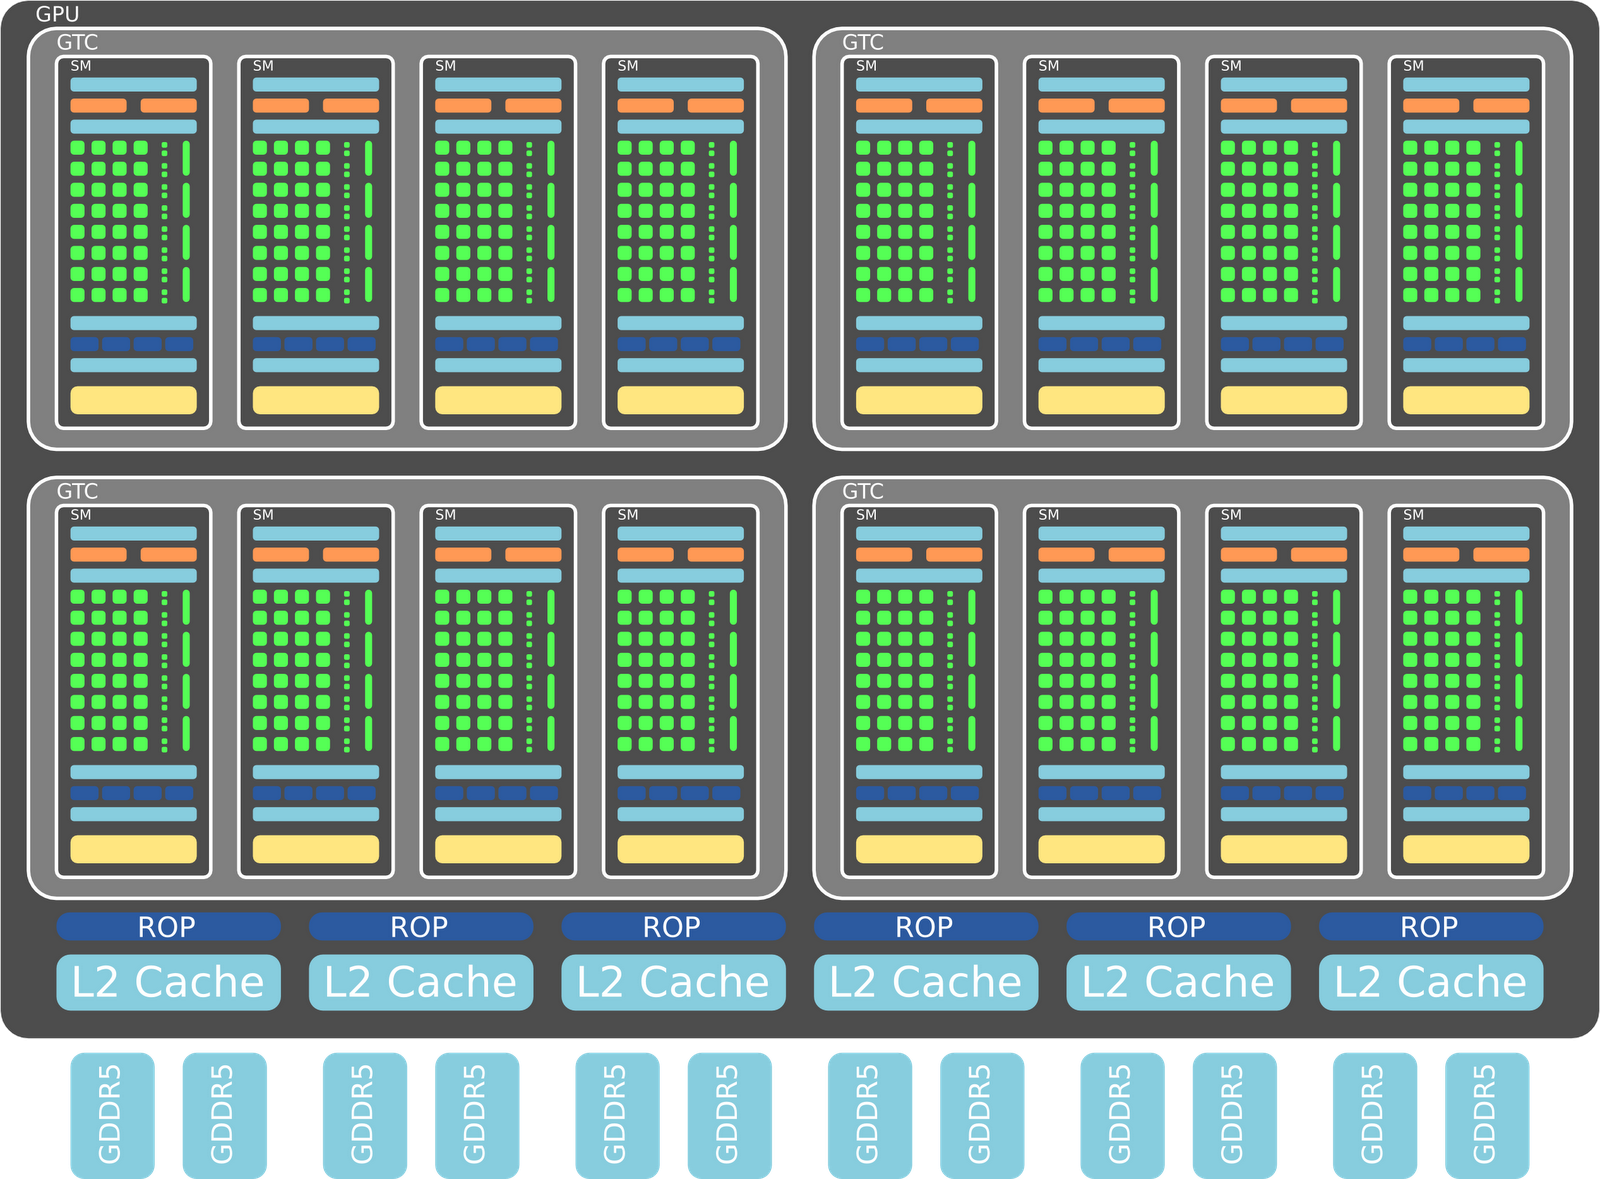 GPU
GTC
GTC
SM
SM
SM
SM
SM
SM
SM
SM
GTC
GTC
SM
SM
SM
SM
SM
SM
SM
SM
ROP
ROP
ROP
ROP
ROP
ROP
L2 Cache
L2 Cache
L2 Cache
L2 Cache
L2 Cache
L2 Cache
GDDR5
GDDR5
GDDR5
GDDR5
GDDR5
GDDR5
GDDR5
GDDR5
GDDR5
GDDR5
GDDR5
GDDR5